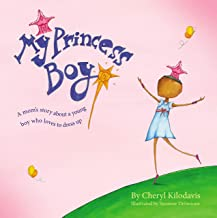 My Princess
Boy
A mom's story about a young
boy who loves to dress up
By Cheryl Kilodavis
Illustrated by Suzanne DeSimone